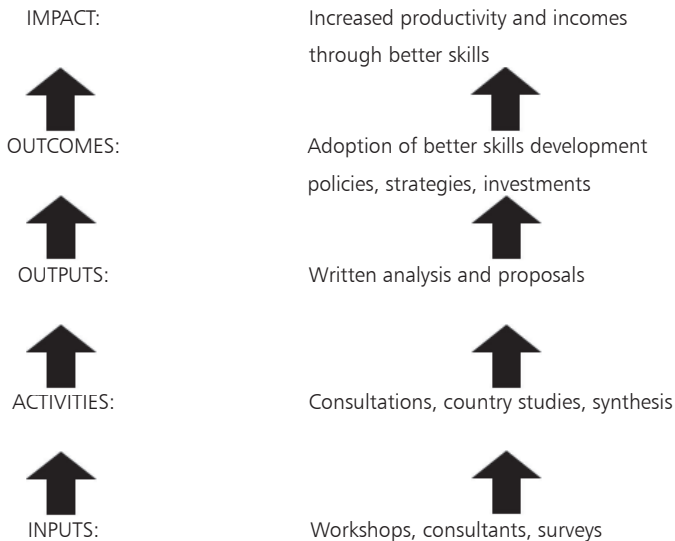 IMPACT: Increased productivity and incomes
through better skills
OUTCOMES: Adoption of better skills development
policies, strategies, investments
OUTPUTS: Written analysis and proposals
ACTIVITIES: Consultations, country studies, synthesis
INPUTS: Workshops, consultants, surveys